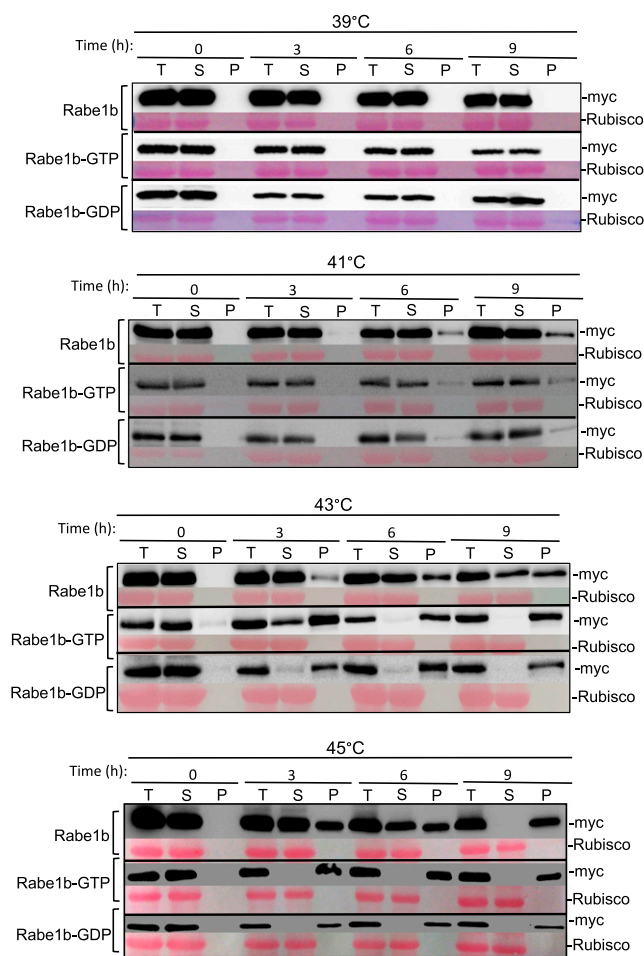 39°C
Time (h): 0 3 6 9
T S P T S P T S P T S P
Rabe1b -myc
-Rubisco
Rabe1b-GTP -myc
-Rubisco
Rabe1b-GDP -myc
-Rubisco
41°C
Time (h): 0 3 6 9
T S P T S P T S P T S P
Rabe1b -myc
-Rubisco
Rabe1b-GTP -myc
-Rubisco
Rabe1b-GDP -myc
-Rubisco
43°C
Time (h): 0 3 6 9
T S P T S P T S P T S P
Rabe1b -myc
-Rubisco
Rabe1b-GTP -myc
-Rubisco
Rabe1b-GDP -myc
-Rubisco
45°C
Time (h): 0 3 6 9
T S P T S P T S P T S P
Rabe1b -myc
-Rubisco
Rabe1b-GTP -myc
-Rubisco
Rabe1b-GDP -myc
-Rubisco